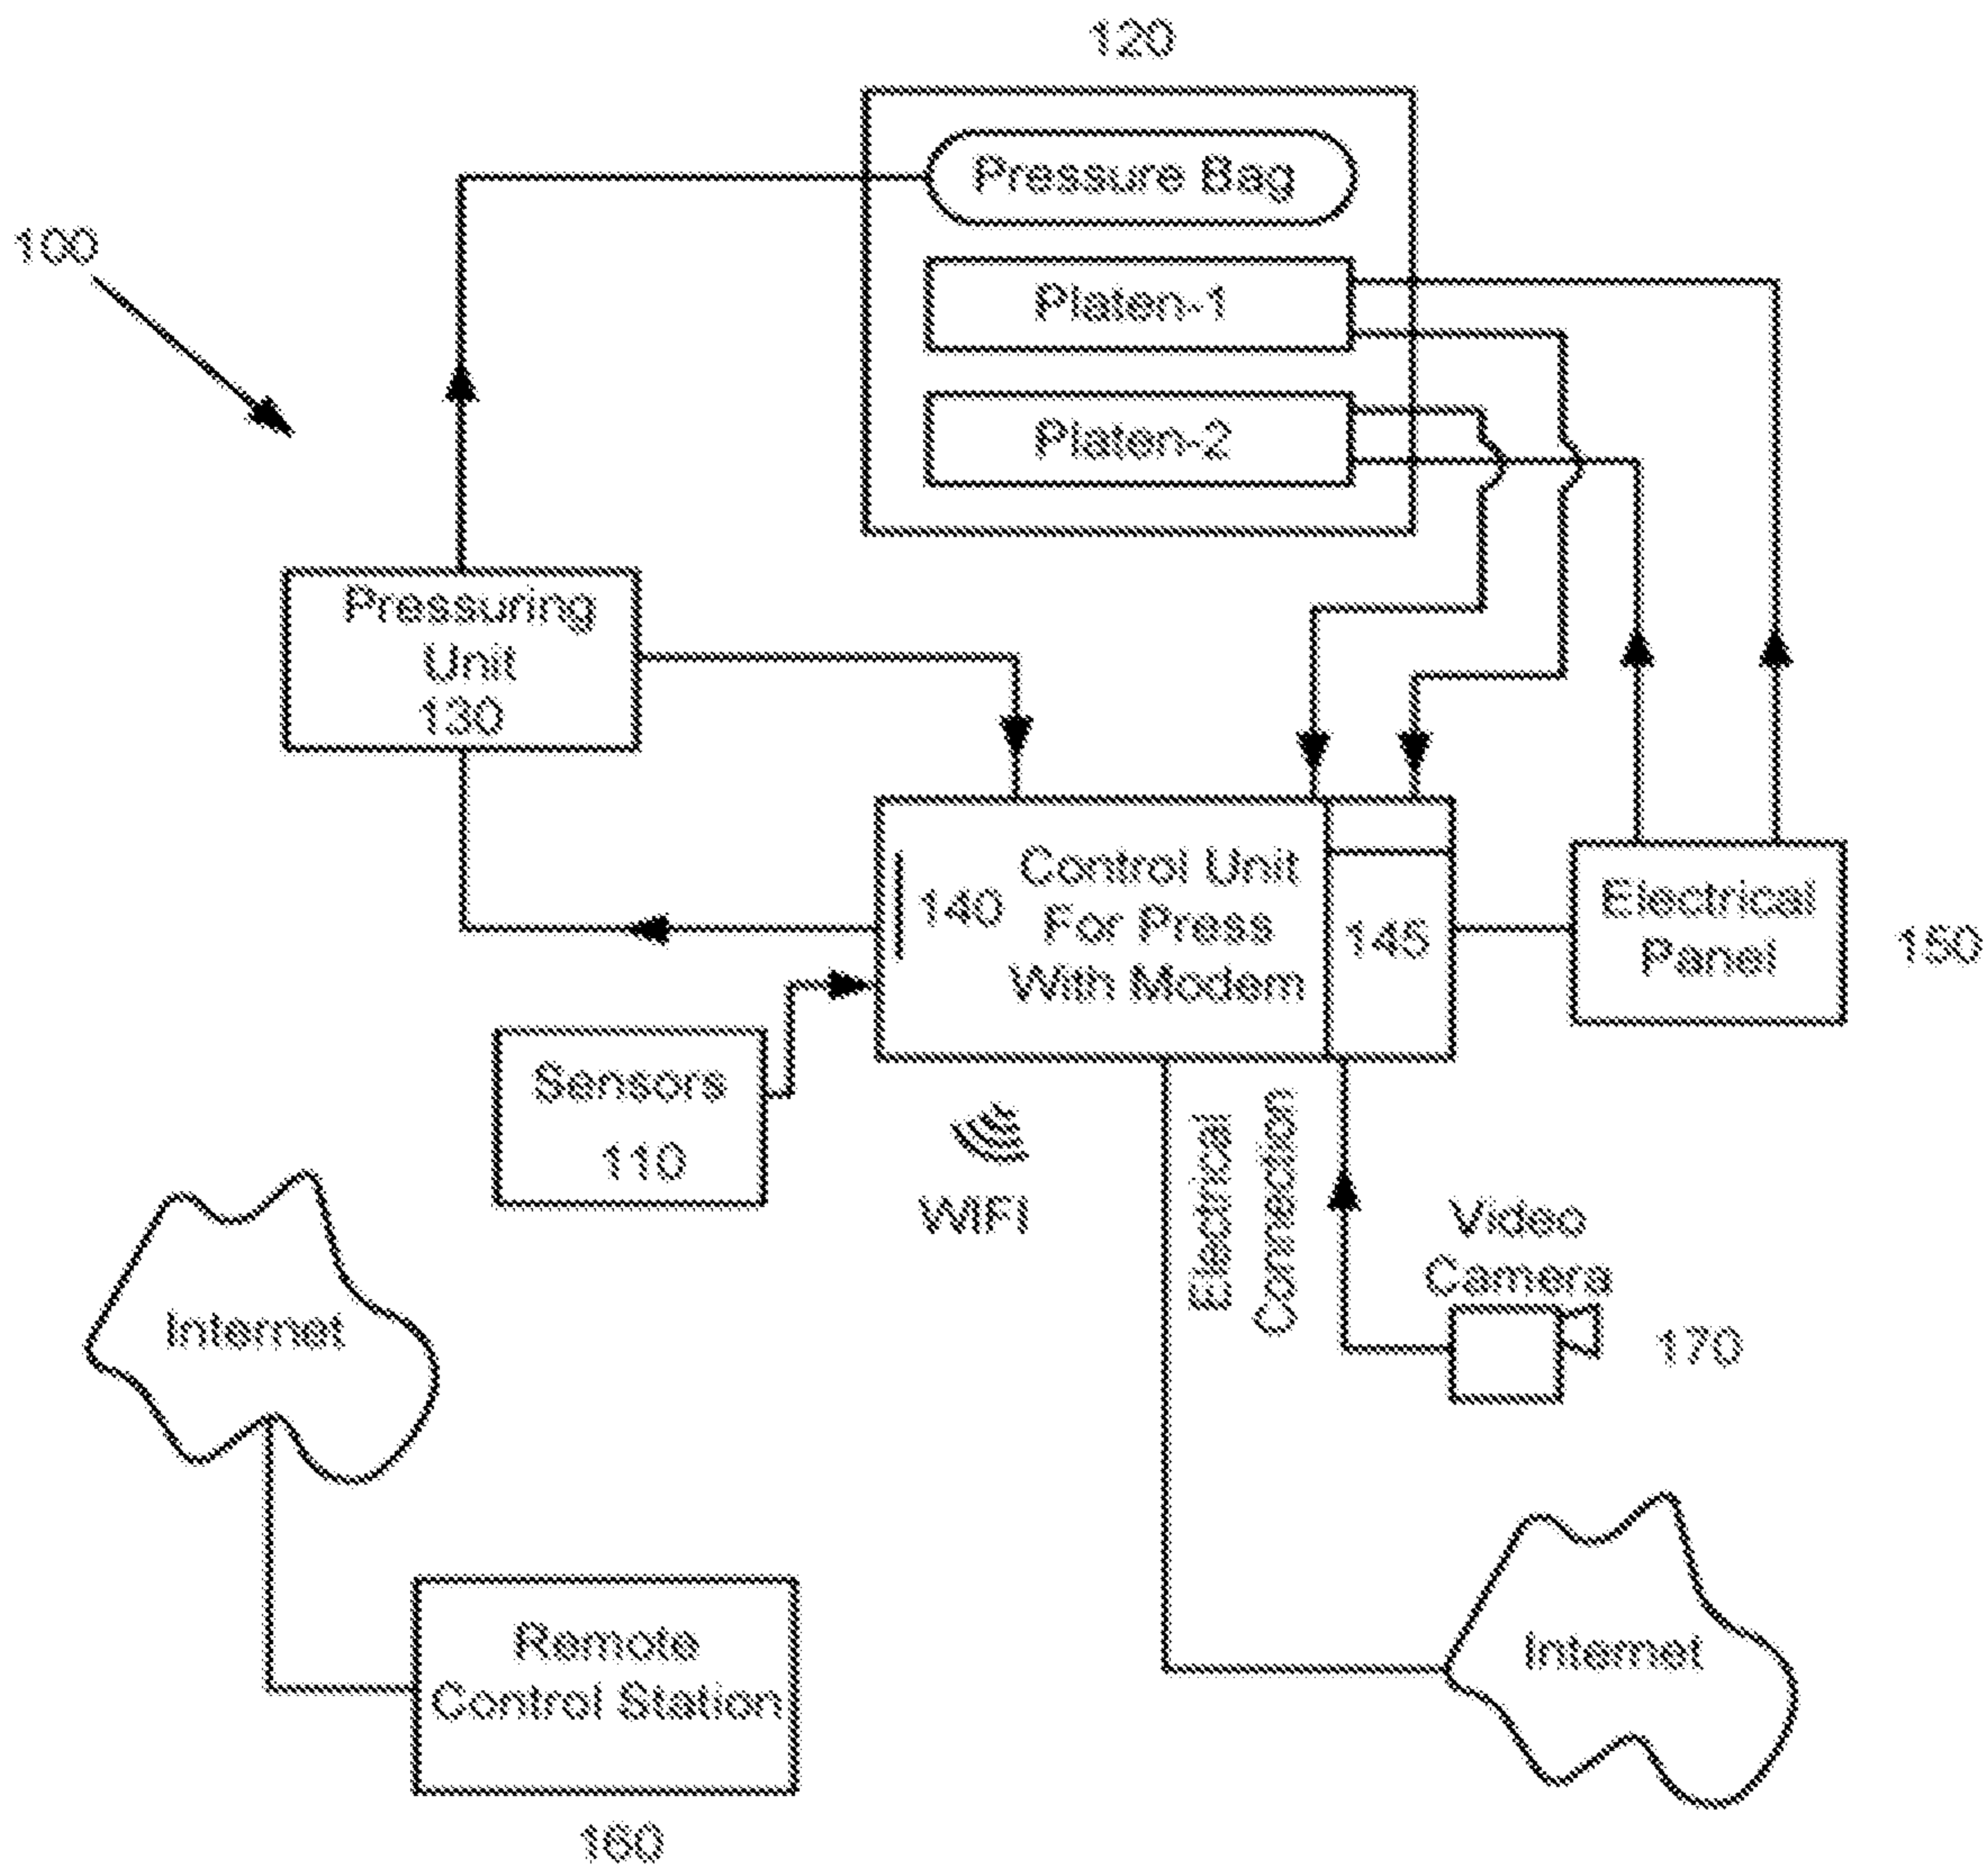 120
Pressure Bag
100
Platen-1
Platen-2
Pressuring
Unit
130
140
Control Unit
For Press
With Modem
145
Electrical
Panel
150
Sensors
110
WIFI
Electrical
Connection
Video
Camera
170
Internet
Remote
Control Station
160
Internet